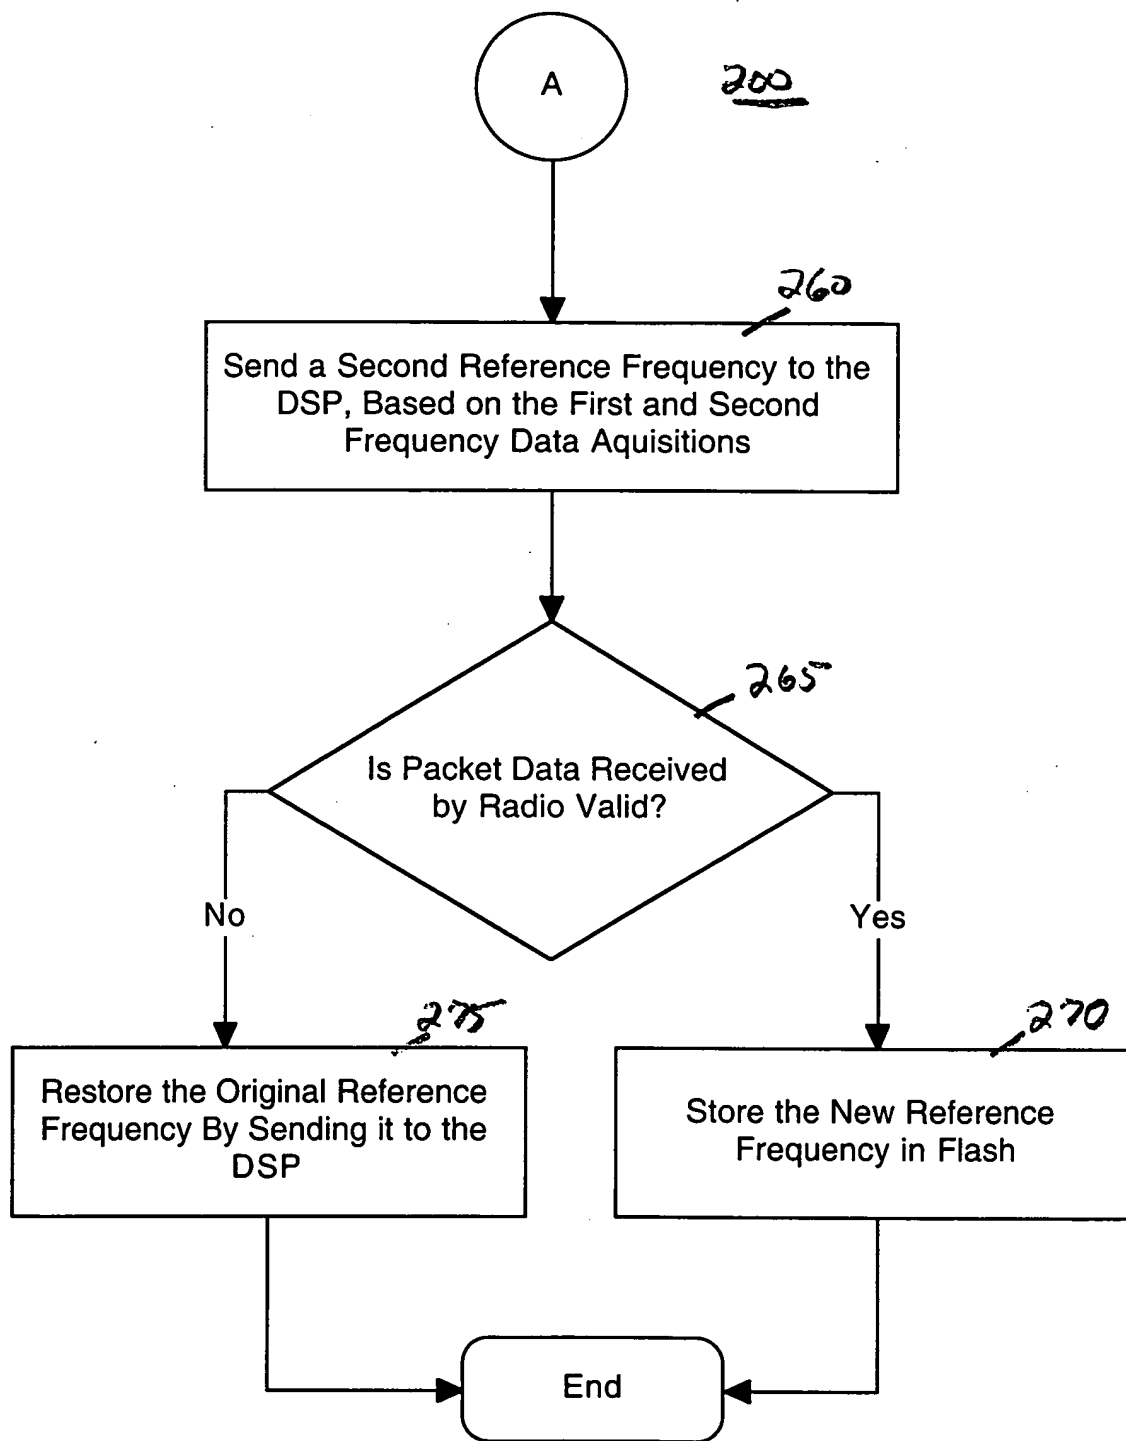 A
200
260
Send a Second Reference Frequency to the
DSP, Based on the First and Second
Frequency Data Aquisitions
265
Is Packet Data Received
by Radio Valid?
No
Yes
275
270
Restore the Original Reference
Frequency By Sending it to the
DSP
Store the New Reference
Frequency in Flash
End